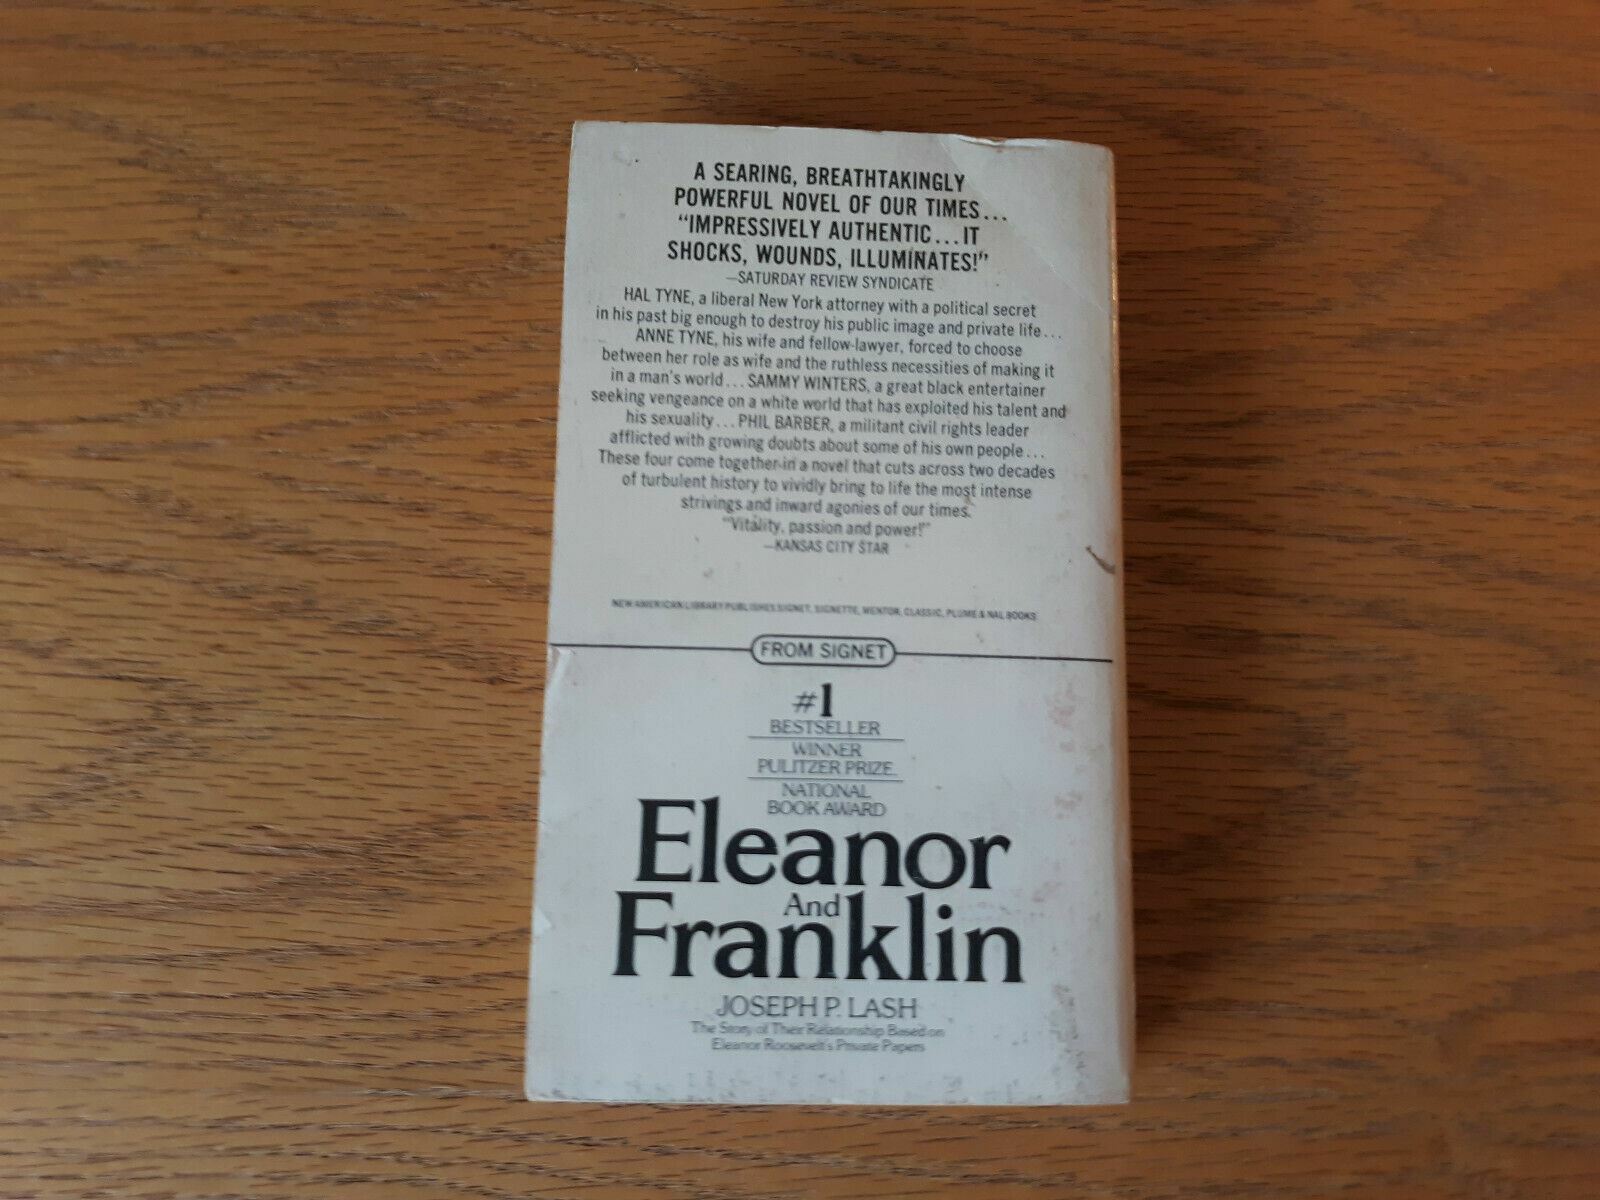 A SEARING, BREATHTAKINGLY
POWERFUL NOVEL OF OUR TIMES...
"IMPRESSIVELY AUTHENTIC...IT
SHOCKS, WOUNDS, ILLUMINATES!"
—SATURDAY REVIEW SYNDICATE
HAL TYNE, a liberal New York attorney with a political secret
in his past big enough to destroy his public image and private life...
ANNE TYNE, his wife and fellow-lawyer, forced to choose
between her role as wife and the ruthless necessities of making it
in a man's world... SAMMY WINTERS, a great black entertainer
seeking vengeance on a white world that has exploited his talent and
his sexuality... PHIL BARBER, a militant civil rights leader
afflicted with growing doubts about some of his own people...
These four come together in a novel that cuts across two decades
of turbulent history to vividly bring to life the most intense
strivings and inward agonies of our times.
"Vitality, passion and power!"
—KANSAS CITY STAR
NEW AMERICAN LIBRARY PUBLISHES SIGNET, SIGNETTE, MENTOR, CLASSIC, PLUME & NAL BOOKS
FROM SIGNET
#1
BESTSELLER
WINNER
PULITZER PRIZE
NATIONAL
BOOK AWARD
Eleanor
And
Franklin
JOSEPH P. LASH
The Story of Their Relationship Based on
Eleanor Roosevelt's Private Papers